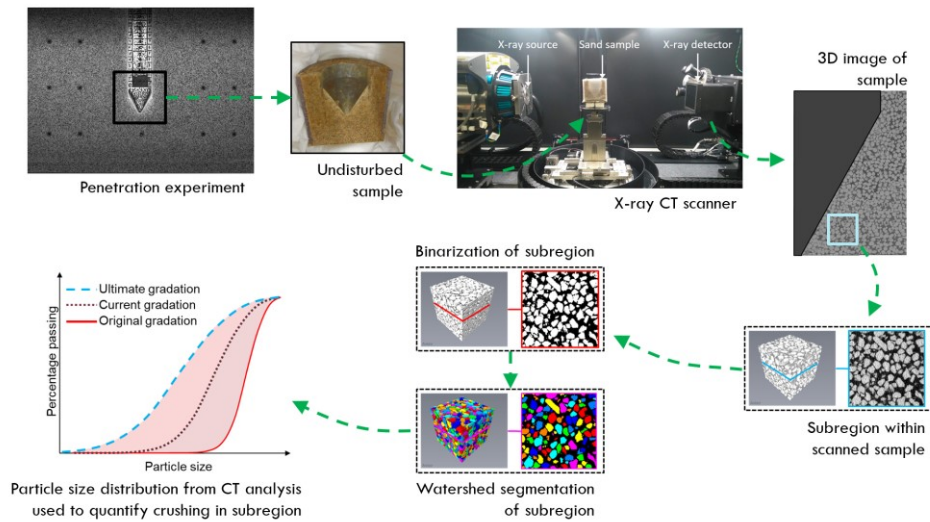 X-ray source
Sand sample
X-ray detector
3D image of
sample
Penetration experiment
Undisturbed
sample
X-ray CT scanner
Binarization of subregion
Ultimate gradation
Current gradation
Original gradation
Percentage passing
Particle size
Subregion within
scanned sample
Particle size distribution from CT analysis
used to quantify crushing in subregion
Watershed segmentation
of subregion